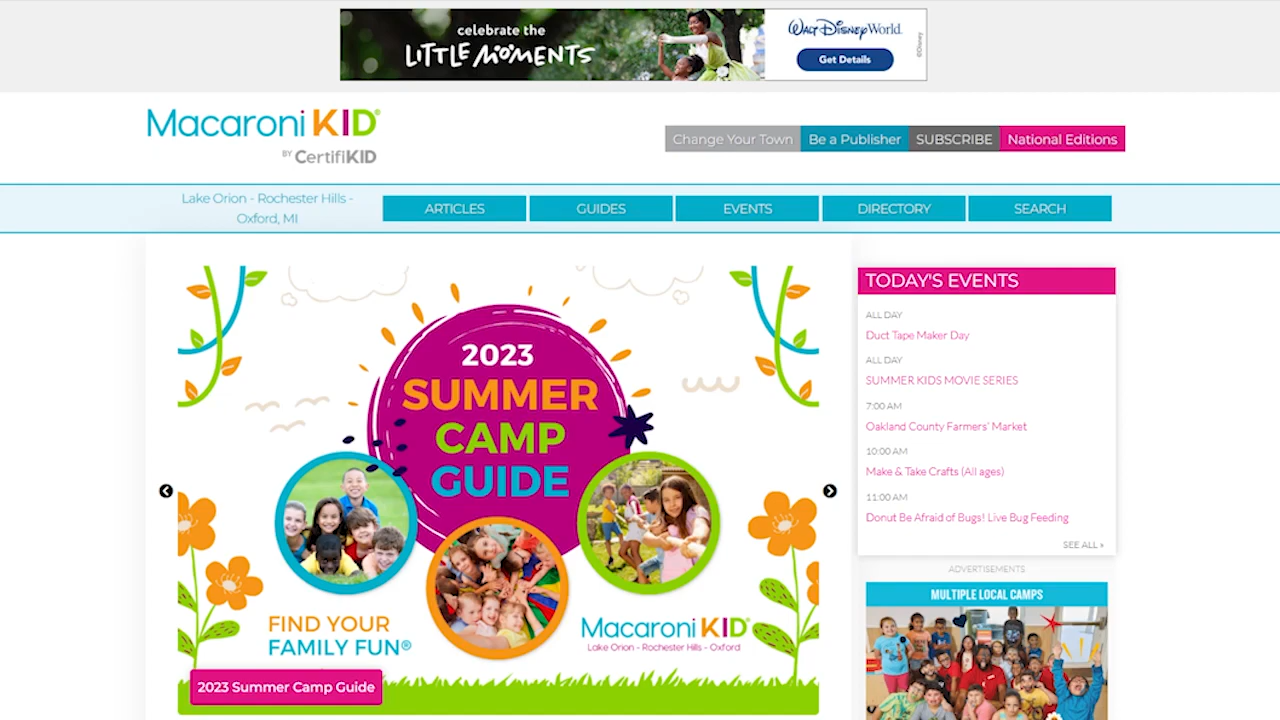 celebrate the
LITTLE MOMENTS
WALT DISNEY World.
Get Details
©Disney
Macaroni KID®
BY CertifiKID
Change Your Town
Be a Publisher
SUBSCRIBE
National Editions
Lake Orion - Rochester Hills -
Oxford, MI
ARTICLES
GUIDES
EVENTS
DIRECTORY
SEARCH
2023
SUMMER
CAMP
GUIDE
FIND YOUR
FAMILY FUN®
Macaroni KID®
Lake Orion - Rochester Hills - Oxford
2023 Summer Camp Guide
TODAY'S EVENTS
ALL DAY
Duct Tape Maker Day
ALL DAY
SUMMER KIDS MOVIE SERIES
7:00 AM
Oakland County Farmers' Market
10:00 AM
Make & Take Crafts (All ages)
11:00 AM
Donut Be Afraid of Bugs! Live Bug Feeding
SEE ALL »
ADVERTISEMENTS
MULTIPLE LOCAL CAMPS